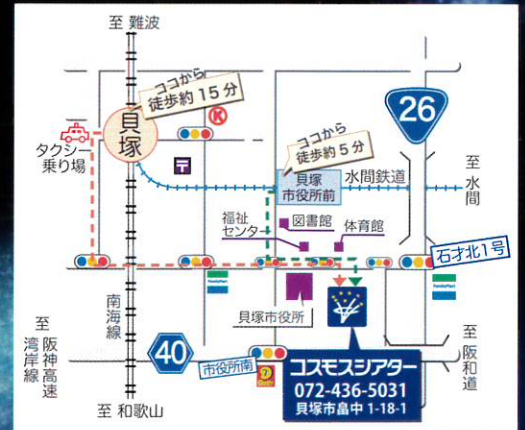 至 難波
ココから
徒歩約 15 分
貝塚
タクシー
乗り場
K
〒
26
ココから
徒歩約 5 分
貝塚
市役所前
水間鉄道
至 水間
図書館
福祉
センター
体育館
石才北1号
FamilyMart
FamilyMart
貝塚市役所
南海線
至 阪神高速
湾岸線
40
市役所南
至 阪和道
コスモスシアター
072-436-5031
貝塚市畠中 1-18-1
至 和歌山